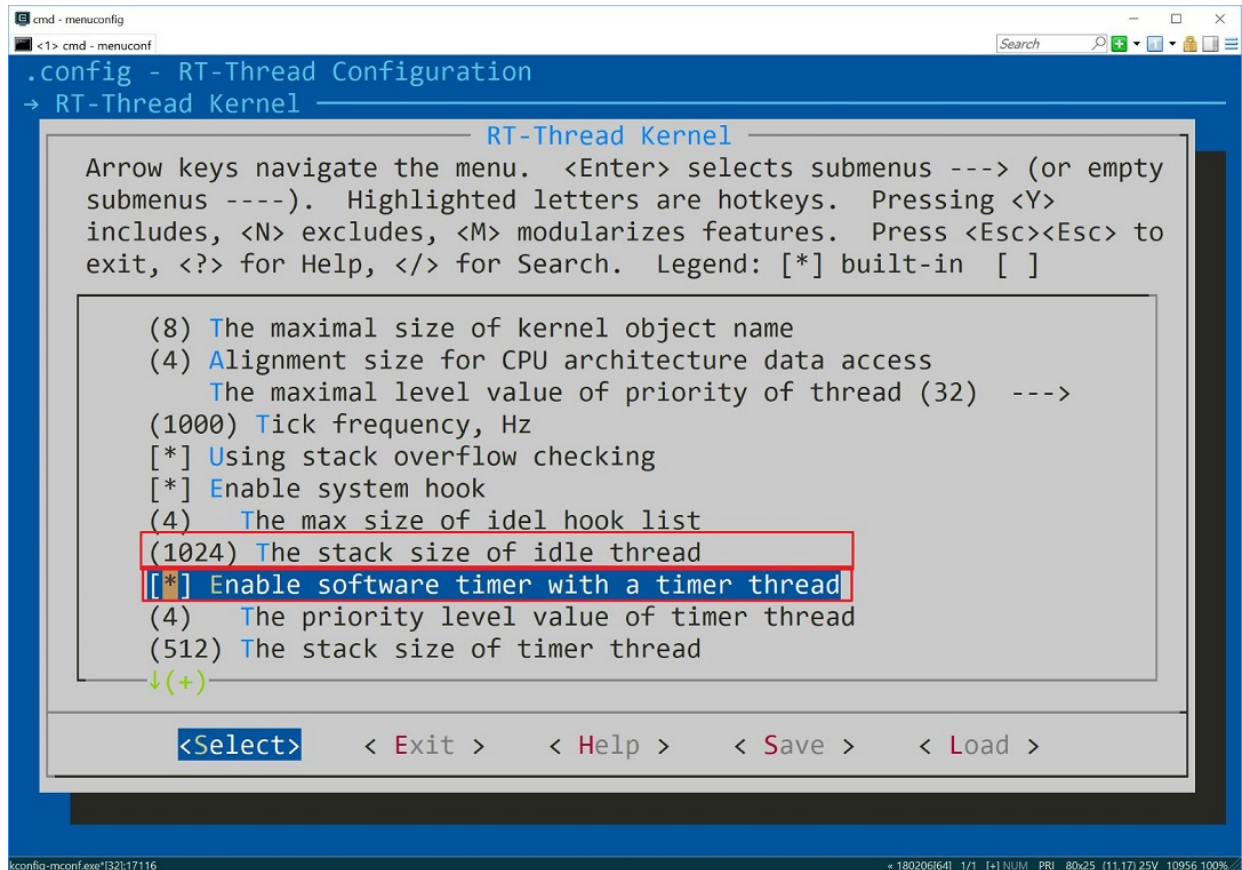 cmd - menuconfig
<1> cmd - menuconf
Search
.config - RT-Thread Configuration
→ RT-Thread Kernel
RT-Thread Kernel
Arrow keys navigate the menu.  <Enter> selects submenus ---> (or empty
submenus ----).  Highlighted letters are hotkeys.  Pressing <Y>
includes, <N> excludes, <M> modularizes features.  Press <Esc><Esc> to
exit, <?> for Help, </> for Search.  Legend: [*] built-in  [ ]
(8) The maximal size of kernel object name
(4) Alignment size for CPU architecture data access
The maximal level value of priority of thread (32)  --->
(1000) Tick frequency, Hz
[*] Using stack overflow checking
[*] Enable system hook
(4)   The max size of idel hook list
(1024) The stack size of idle thread
[*] Enable software timer with a timer thread
(4)   The priority level value of timer thread
(512) The stack size of timer thread
↓(+)
<Select>    < Exit >    < Help >    < Save >    < Load >
kconfig-mconf.exe*[32]:17116
« 180206[64]  1/1  [+] NUM  PRI  80x25  (11,17) 25V  10956 100%